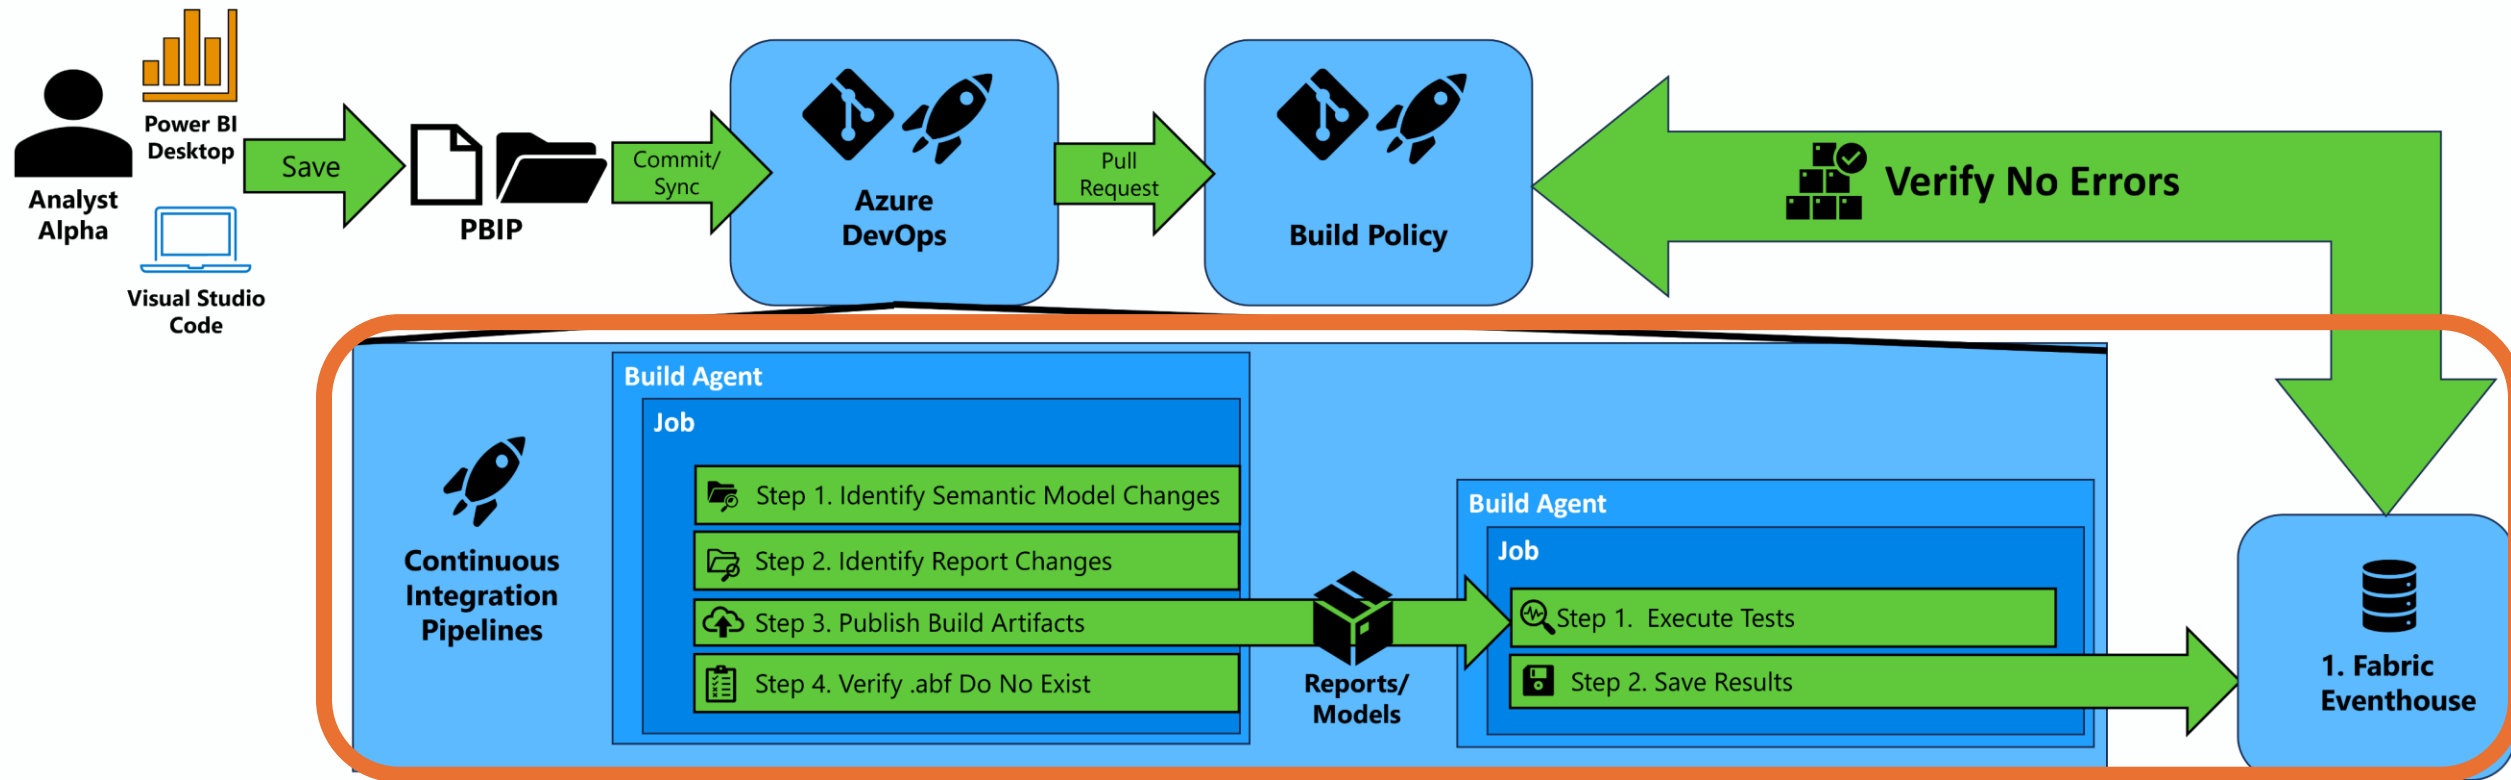 Power BI
Desktop
Analyst
Alpha
Visual Studio
Code
Save
PBIP
Commit/
Sync
Azure
DevOps
Pull
Request
Build Policy
Verify No Errors
Continuous
Integration
Pipelines
Build Agent
Job
Step 1. Identify Semantic Model Changes
Step 2. Identify Report Changes
Step 3. Publish Build Artifacts
Step 4. Verify .abf Do No Exist
Reports/
Models
Build Agent
Job
Step 1. Execute Tests
Step 2. Save Results
1. Fabric
Eventhouse